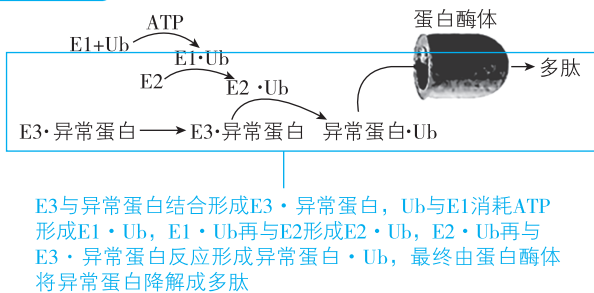 蛋白酶体
ATP
E1+Ub
E1·Ub
E2
E2·Ub
多肽
E3·异常蛋白
E3·异常蛋白
异常蛋白·Ub
E3与异常蛋白结合形成E3·异常蛋白，Ub与E1消耗ATP
形成E1·Ub，E1·Ub再与E2形成E2·Ub，E2·Ub再与
E3·异常蛋白反应形成异常蛋白·Ub，最终由蛋白酶体
将异常蛋白降解成多肽